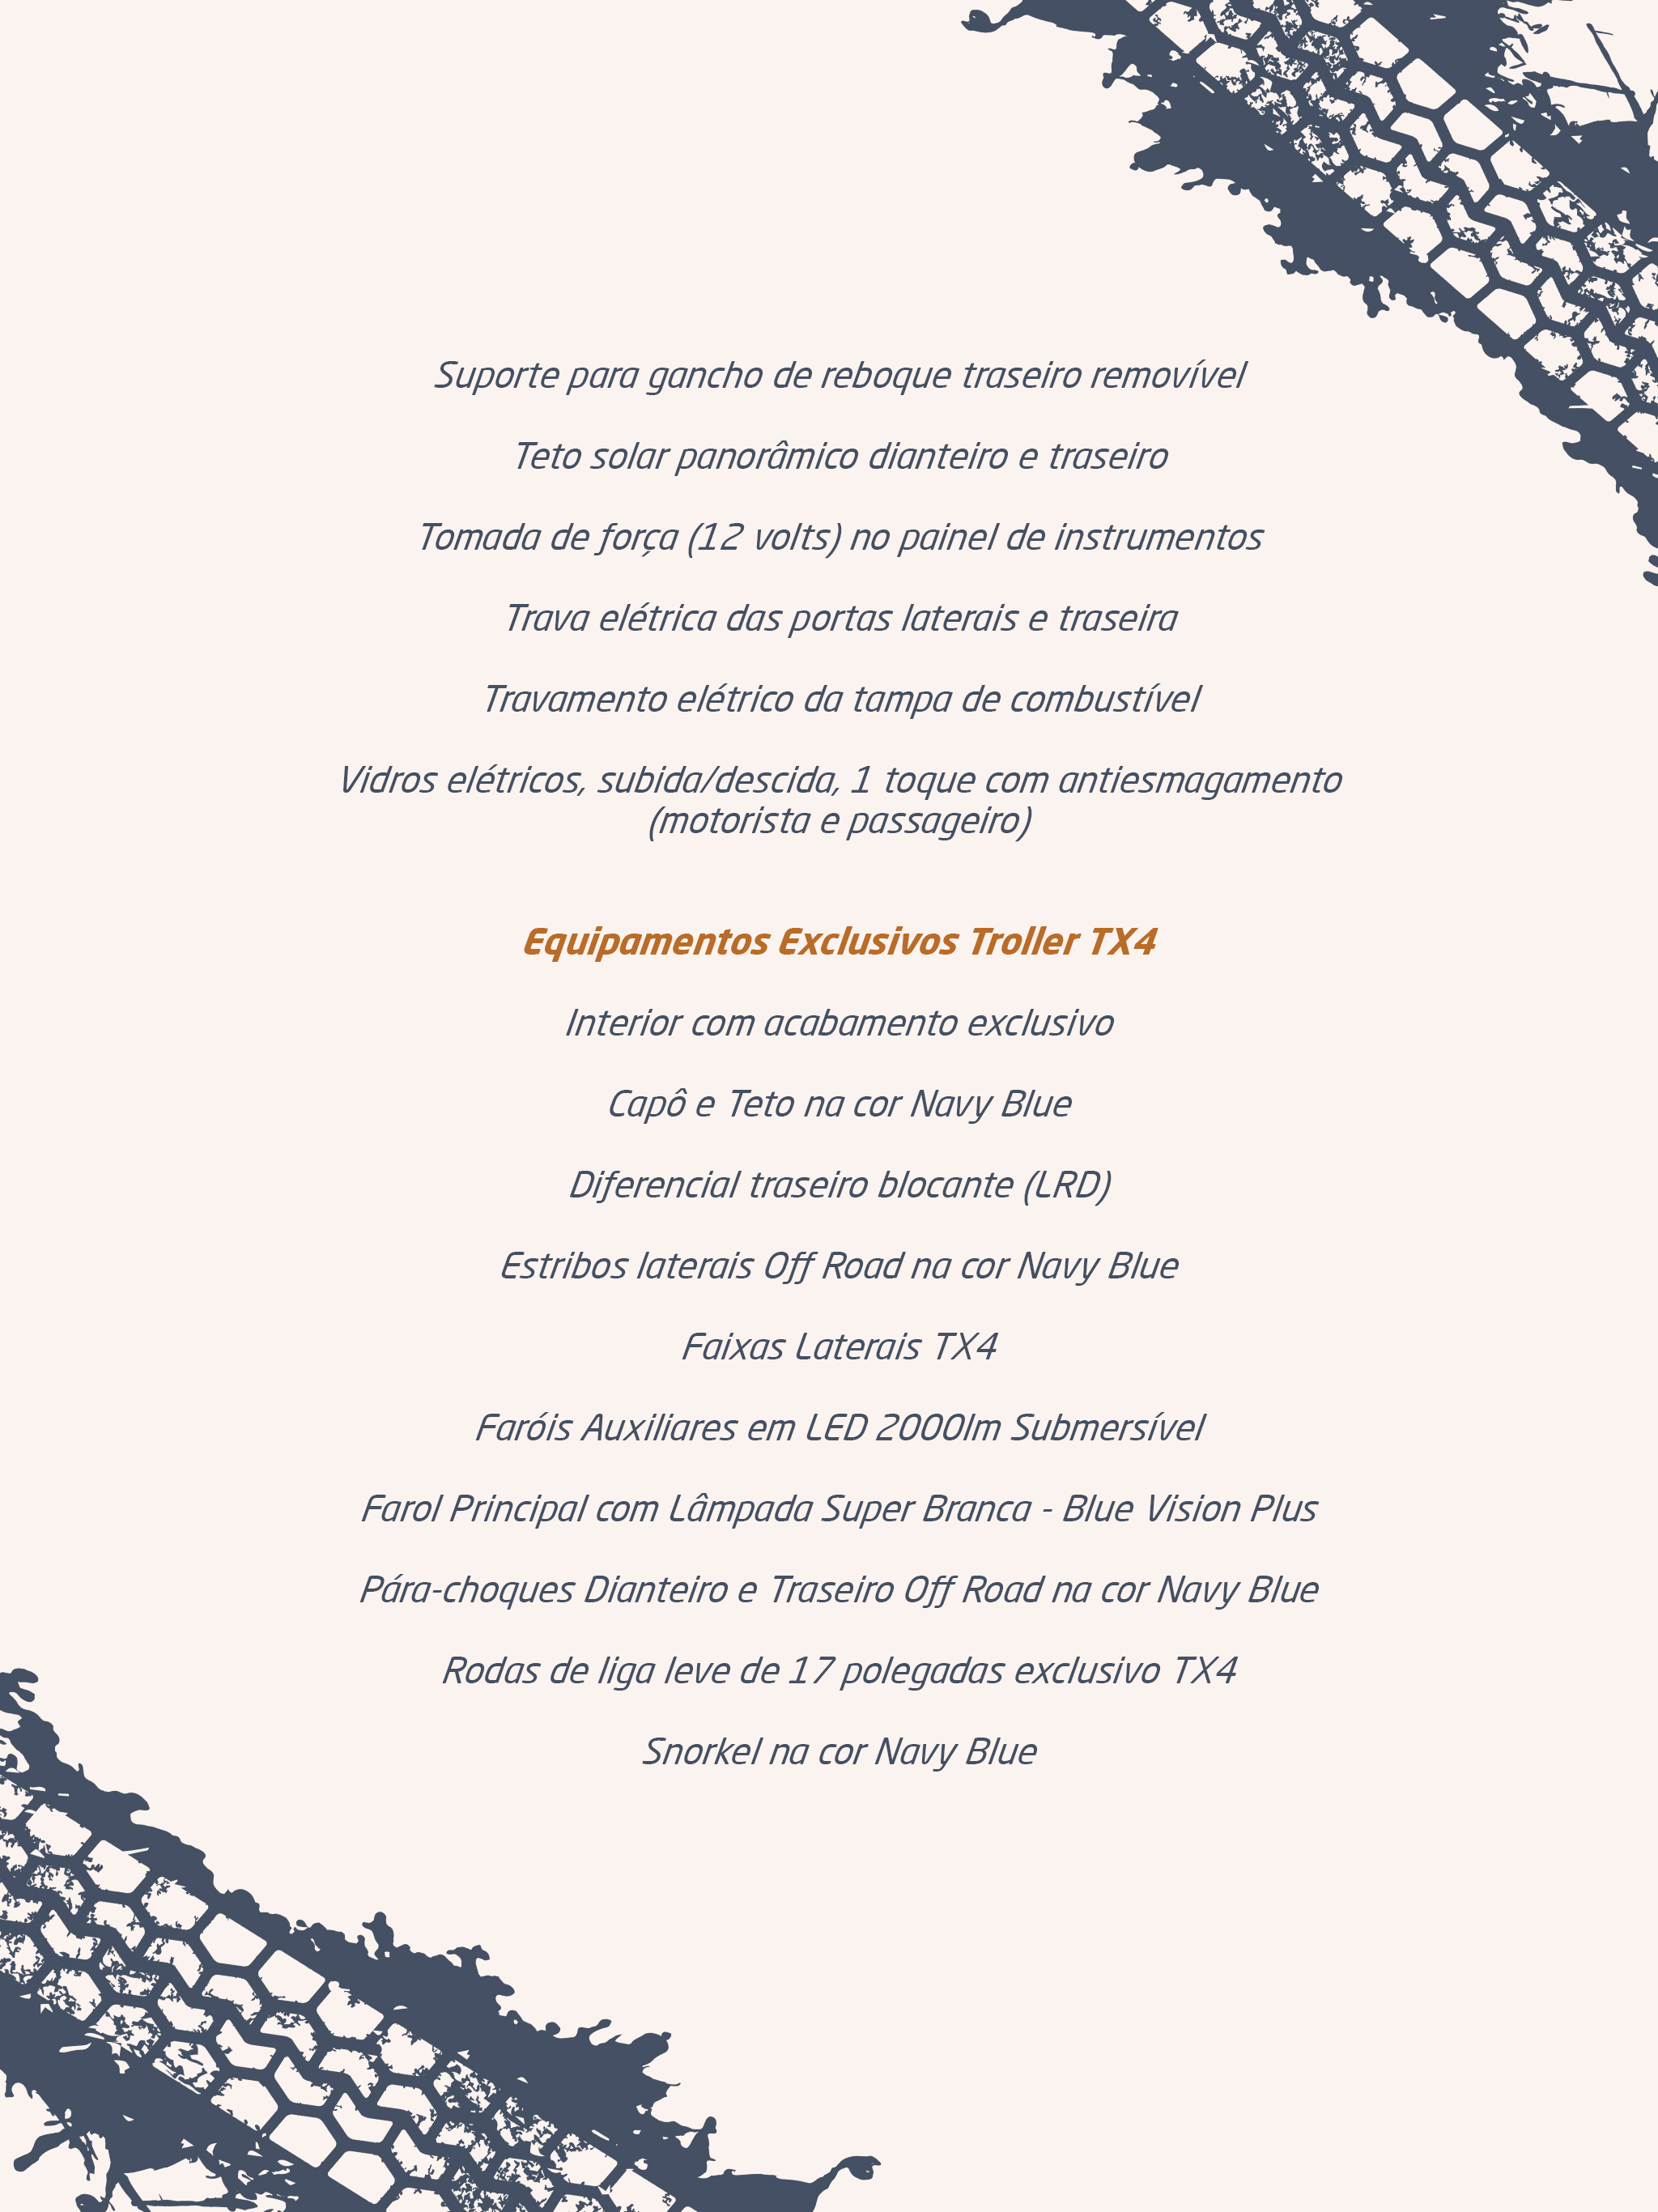 Suporte para gancho de reboque traseiro removível
Teto solar panorâmico dianteiro e traseiro
Tomada de força (12 volts) no painel de instrumentos
Trava elétrica das portas laterais e traseira
Travamento elétrico da tampa de combustível
Vidros elétricos, subida/descida, 1 toque com antiesmagamento
(motorista e passageiro)
Equipamentos Exclusivos Troller TX4
Interior com acabamento exclusivo
Capô e Teto na cor Navy Blue
Diferencial traseiro blocante (LRD)
Estribos laterais Off Road na cor Navy Blue
Faixas Laterais TX4
Faróis Auxiliares em LED 2000lm Submersível
Farol Principal com Lâmpada Super Branca - Blue Vision Plus
Pára-choques Dianteiro e Traseiro Off Road na cor Navy Blue
Rodas de liga leve de 17 polegadas exclusivo TX4
Snorkel na cor Navy Blue